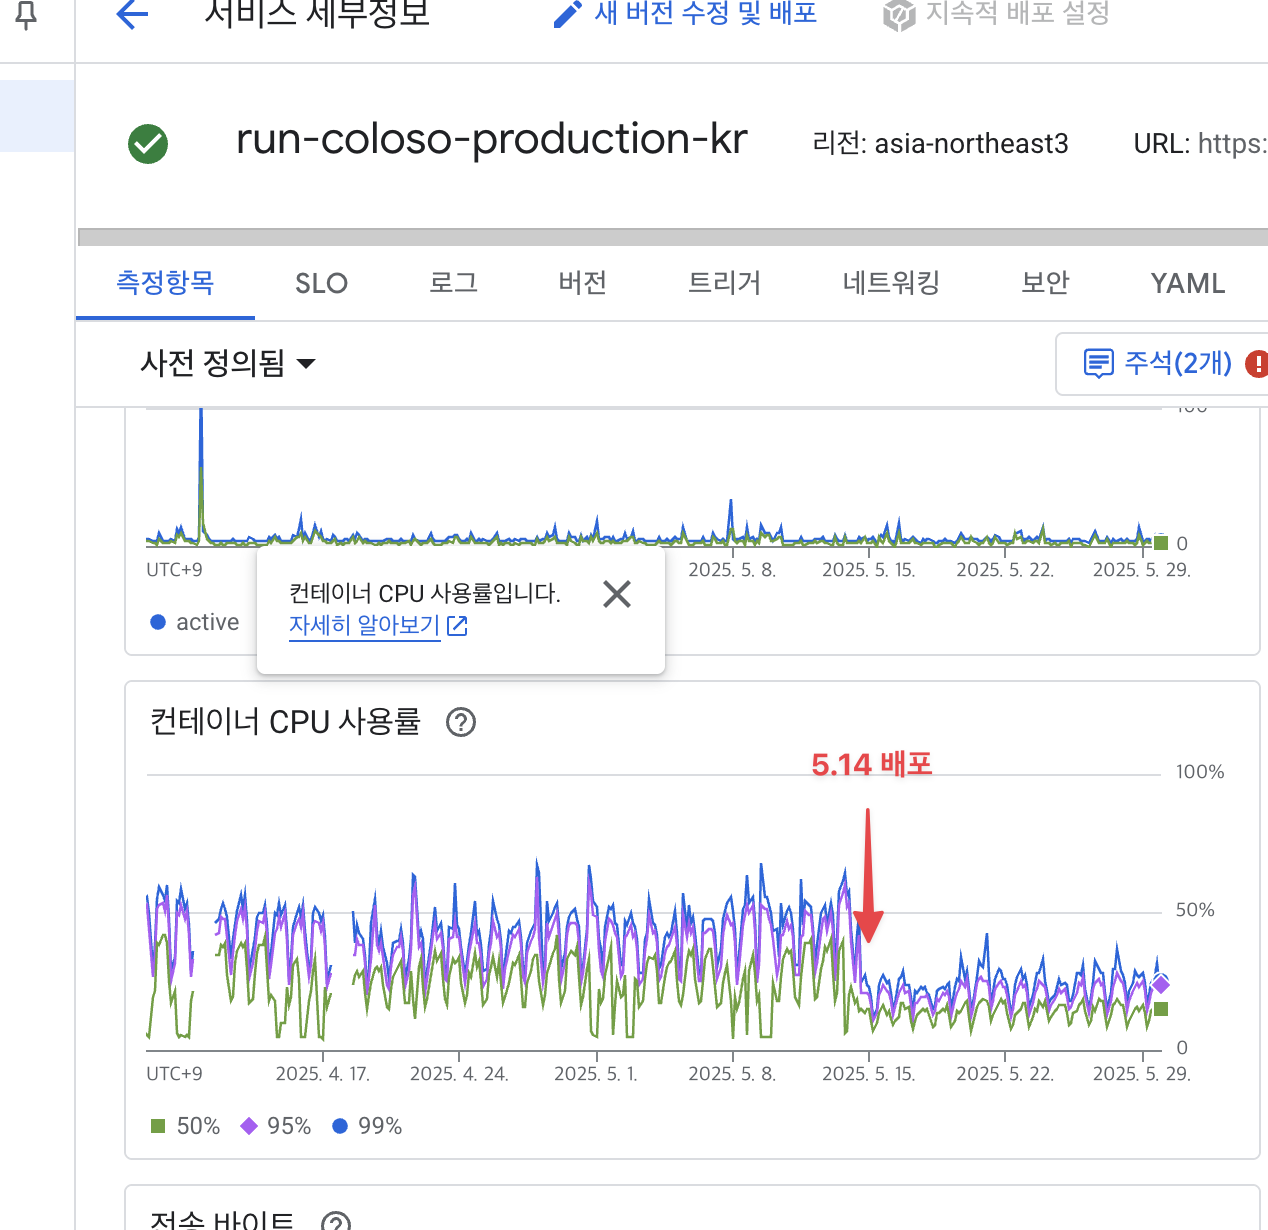 서비스 세부정보
새 버전 수정 및 배포
지속적 배포 설정
run-coloso-production-kr
리전: asia-northeast3
URL: https:
측정항목
SLO
로그
버전
트리거
네트워킹
보안
YAML
사전 정의됨
주석(2개)
100
0
UTC+9
2025. 5. 8.
2025. 5. 15.
2025. 5. 22.
2025. 5. 29.
active
컨테이너 CPU 사용률입니다.
자세히 알아보기
컨테이너 CPU 사용률
5.14 배포
100%
50%
0
UTC+9
2025. 4. 17.
2025. 4. 24.
2025. 5. 1.
2025. 5. 8.
2025. 5. 15.
2025. 5. 22.
2025. 5. 29.
50%
95%
99%
전송 바이트